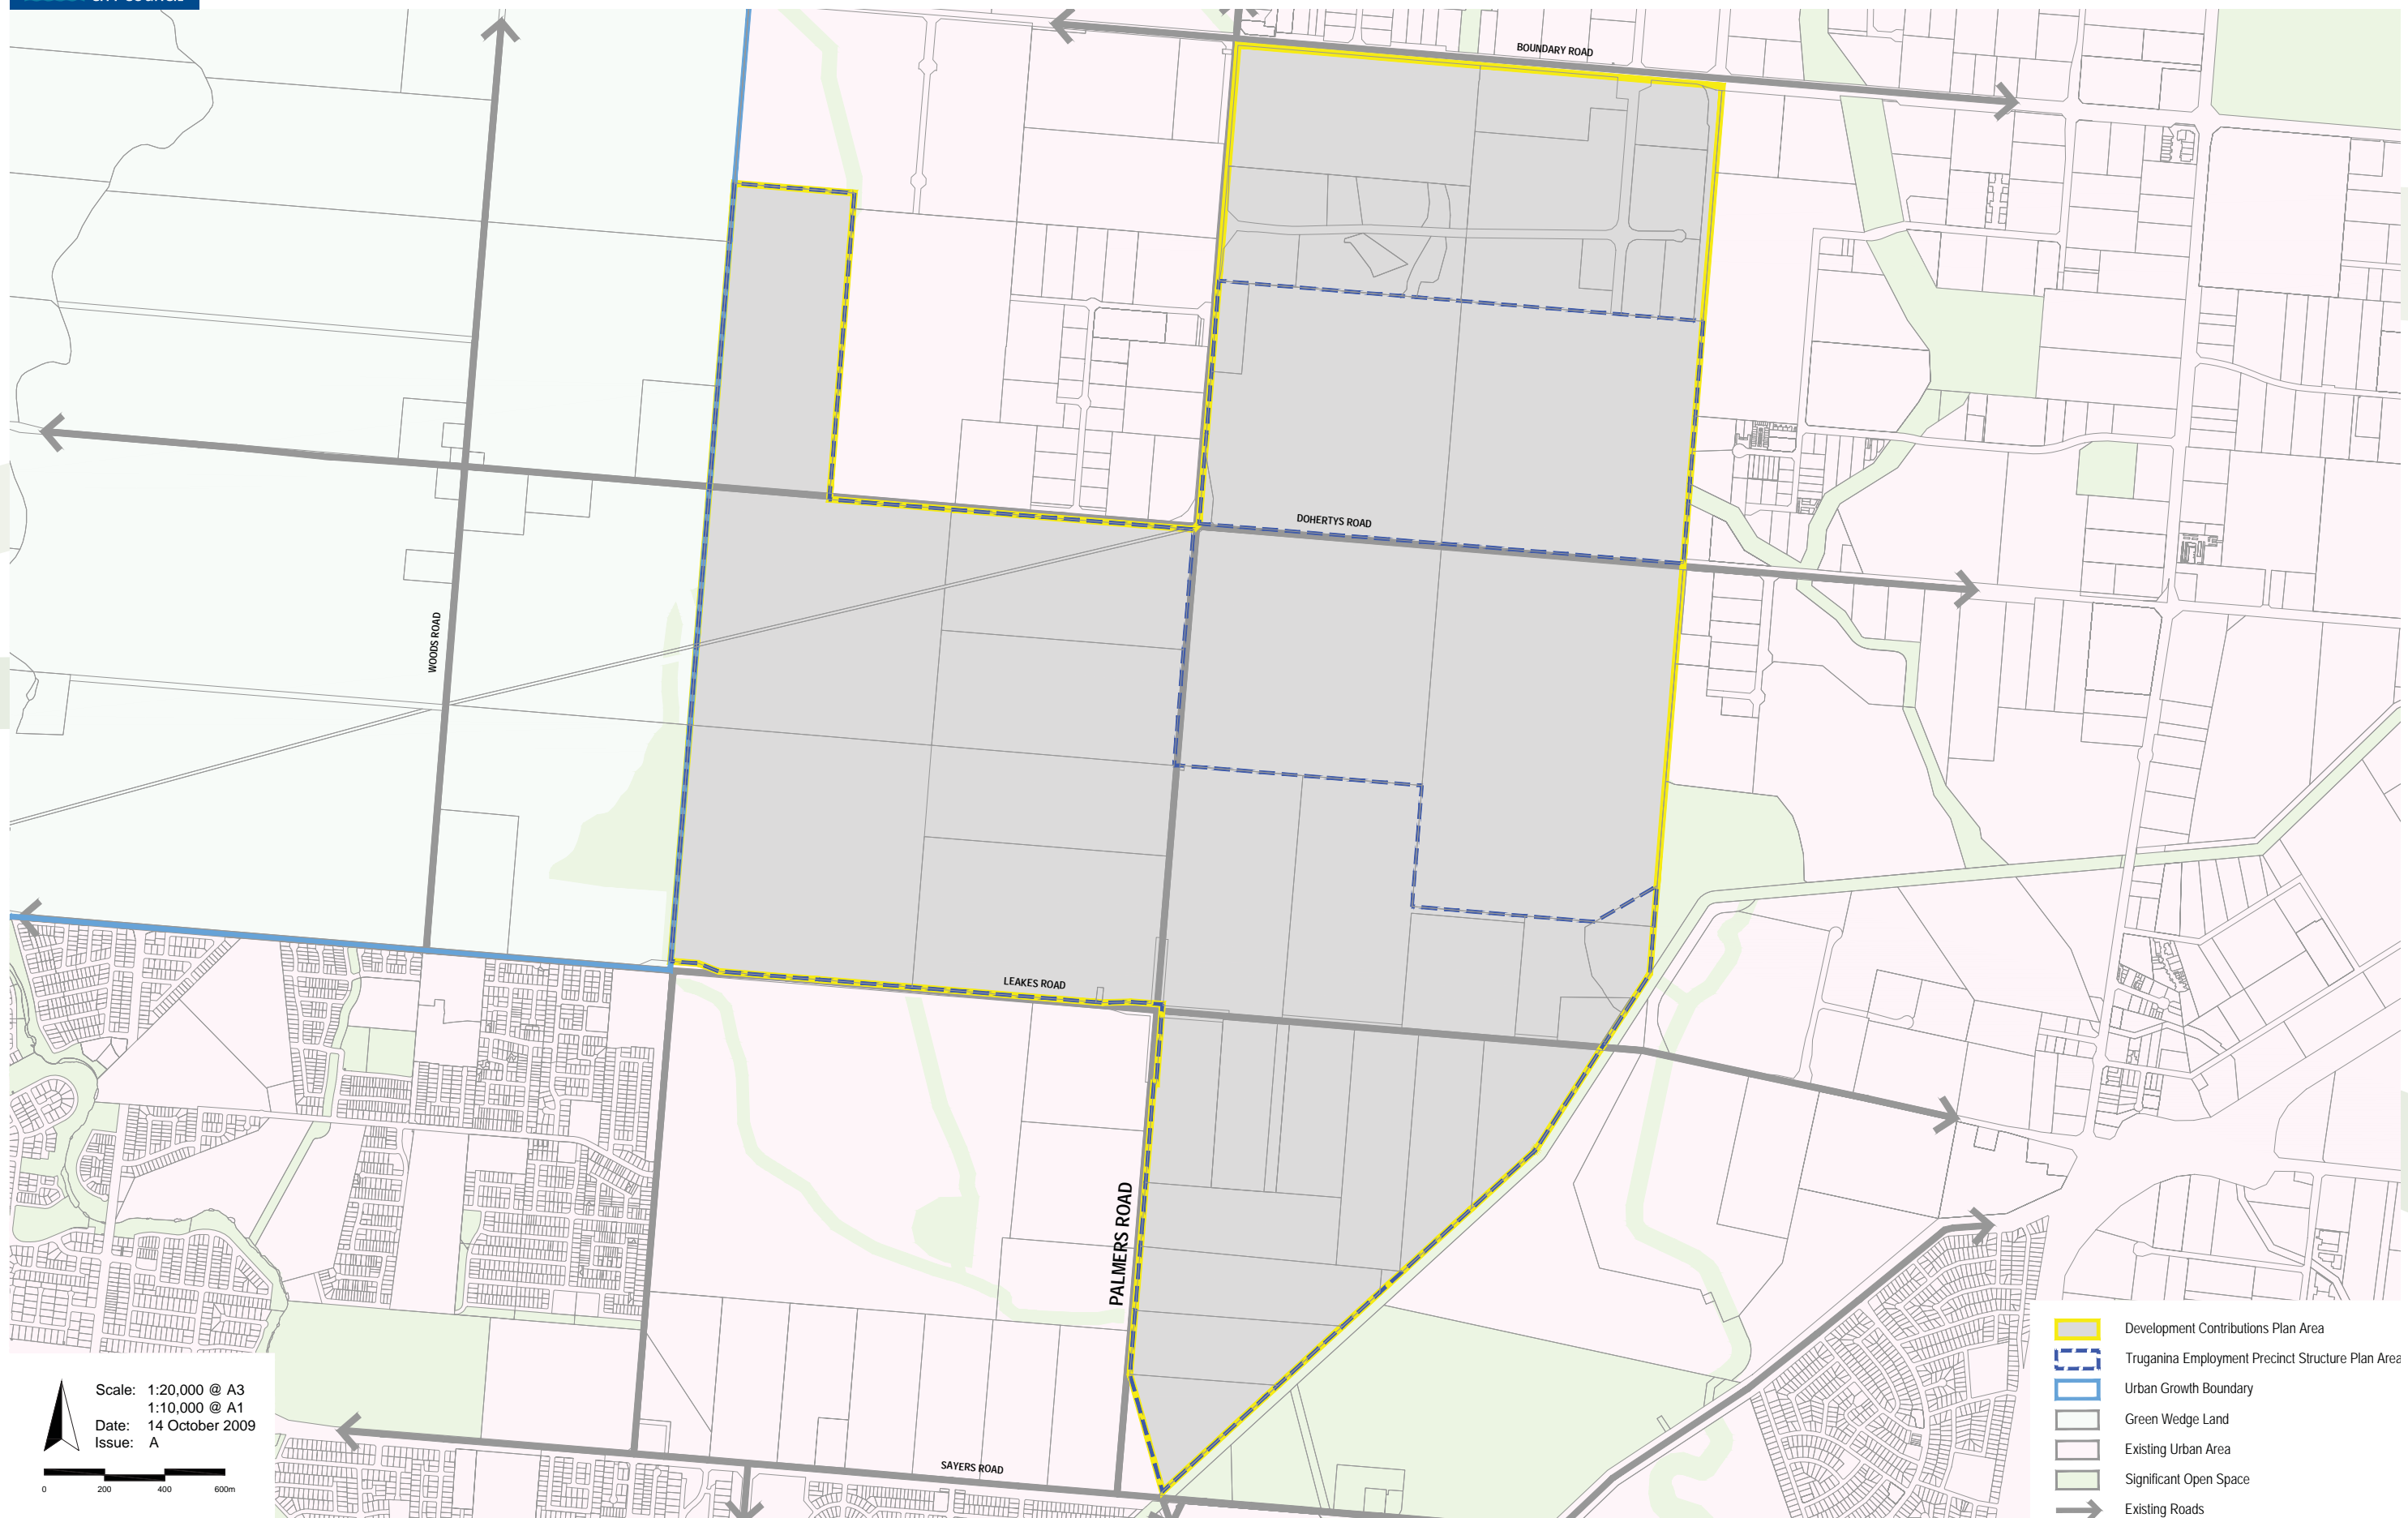 BOUNDARY ROAD
DOHERTYS ROAD
WOODS ROAD
LEAKES ROAD
PALMERS ROAD
SAYERS ROAD
Scale: 1:20,000 @ A3
1:10,000 @ A1
Date: 14 October 2009
Issue: A
0 200 400 600m
Development Contributions Plan Area
Truganina Employment Precinct Structure Plan Area
Urban Growth Boundary
Green Wedge Land
Existing Urban Area
Significant Open Space
Existing Roads